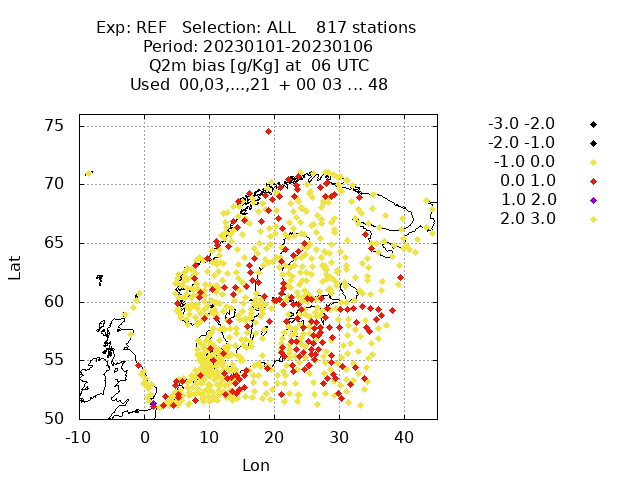 Exp: REF   Selection: ALL    817 stations
Period: 20230101-20230106
Q2m bias [g/Kg] at  06 UTC
Used  00,03,...,21  + 00 03 ... 48
-3.0 -2.0
-2.0 -1.0
-1.0 0.0
0.0 1.0
1.0 2.0
2.0 3.0
75
70
65
60
55
50
Lat
-10 0 10 20 30 40
Lon